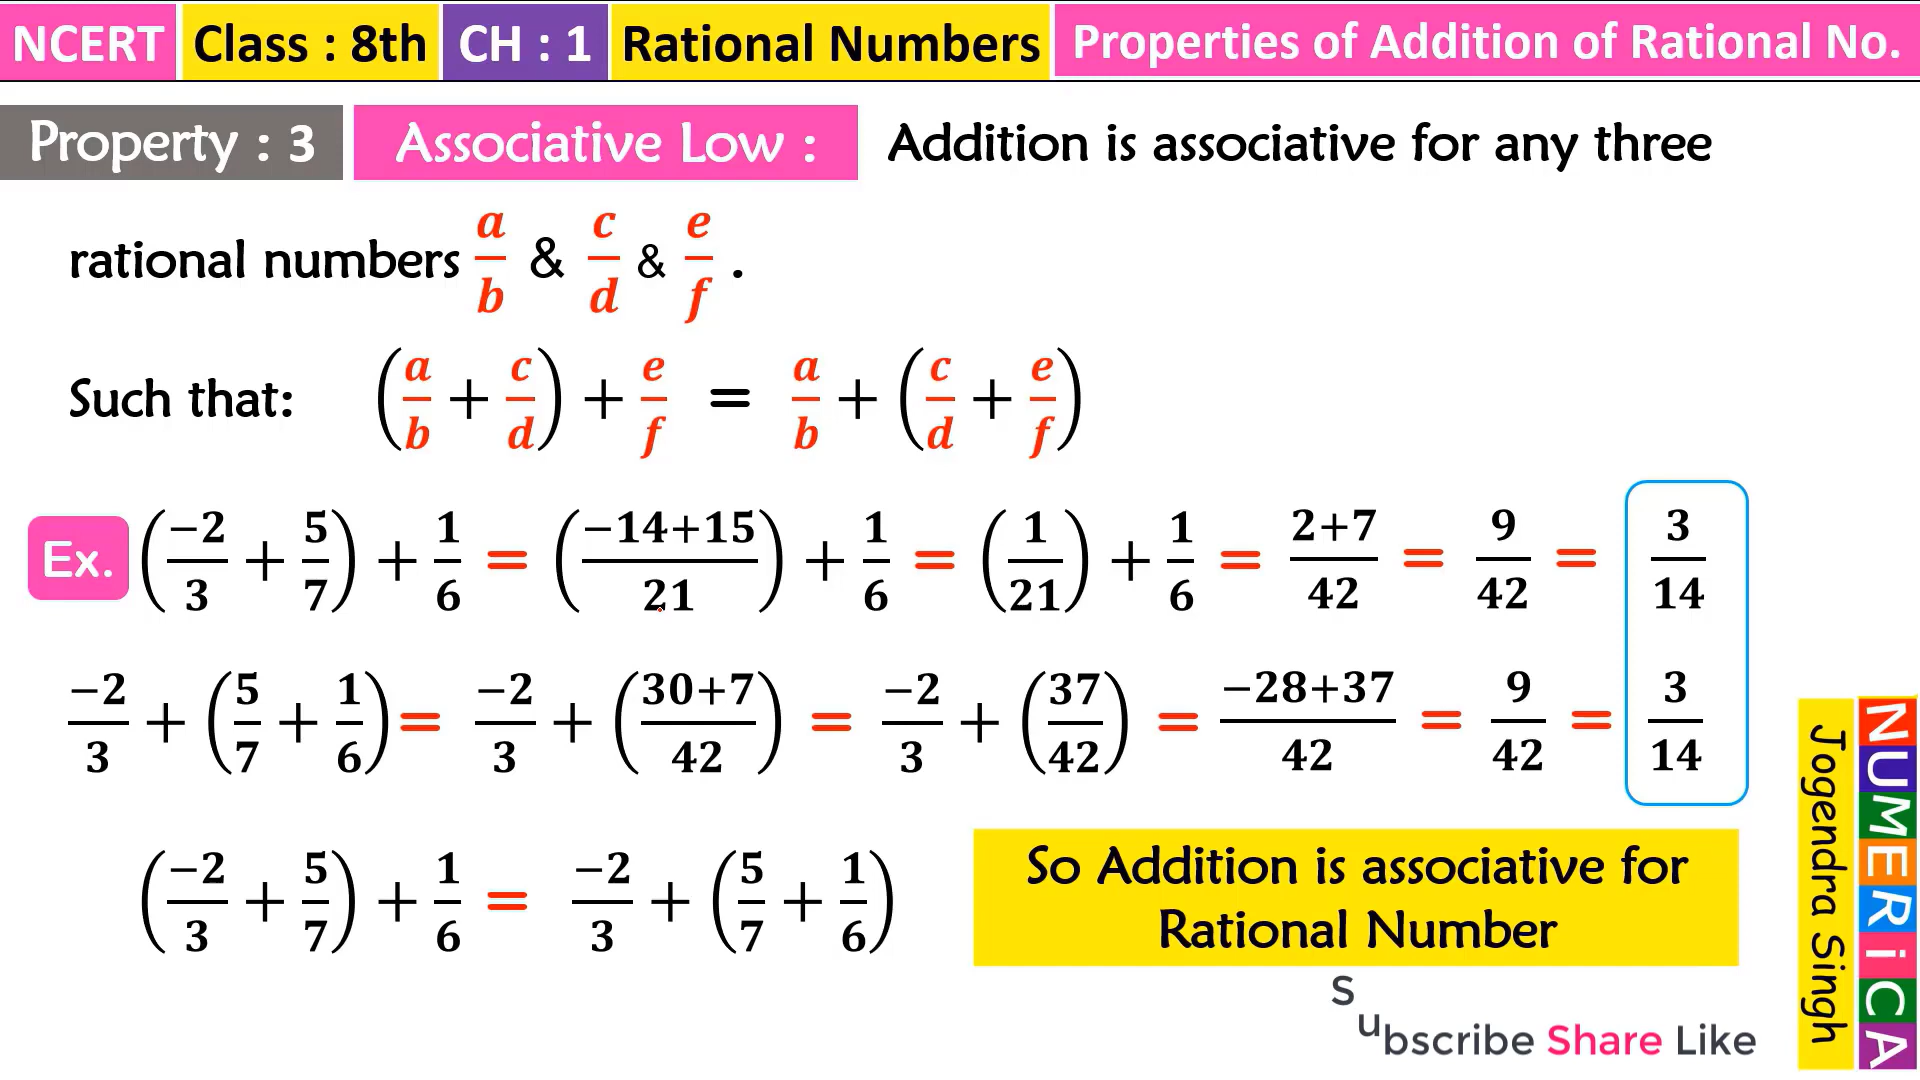 NCERT Class : 8th CH : 1 Rational Numbers Properties of Addition of Rational No.
Property : 3 Associative Low : Addition is associative for any three
rational numbers a/b & c/d & e/f .
Such that: (a/b + c/d) + e/f = a/b + (c/d + e/f)
Ex. (−2/3 + 5/7) + 1/6 = (−14+15/21) + 1/6 = (1/21) + 1/6 = 2+7/42 = 9/42 = 3/14
−2/3 + (5/7 + 1/6) = −2/3 + (30+7/42) = −2/3 + (37/42) = −28+37/42 = 9/42 = 3/14
(−2/3 + 5/7) + 1/6 = −2/3 + (5/7 + 1/6)
So Addition is associative for
Rational Number
Subscribe Share Like
NUMERiCA
Jogendra Singh